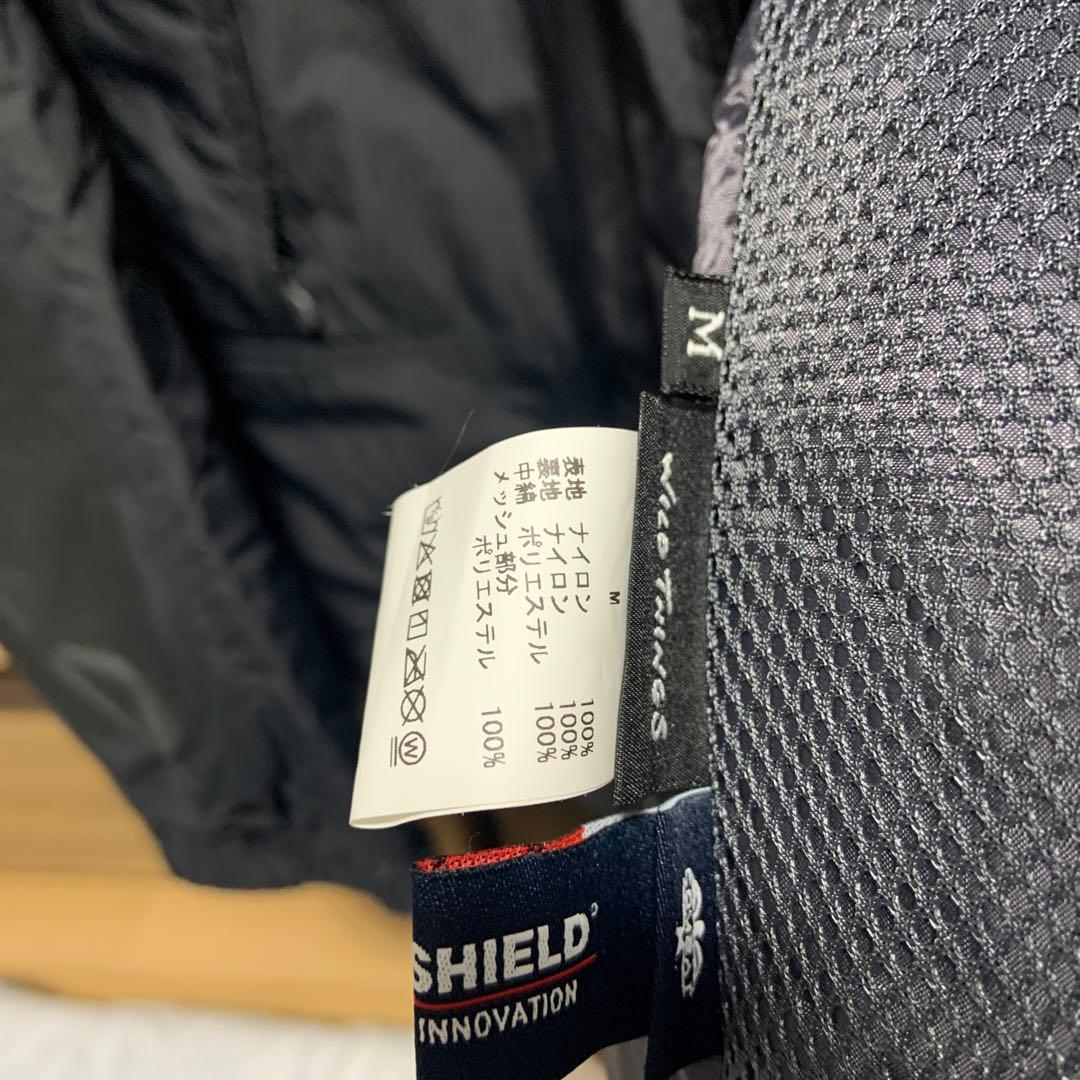 M
WILD THINGS
M
表地 ナイロン 100%
裏地 ナイロン 100%
中綿 ポリエステル 100%
メッシュ部分
ポリエステル 100%
W
SHIELD
INNOVATION